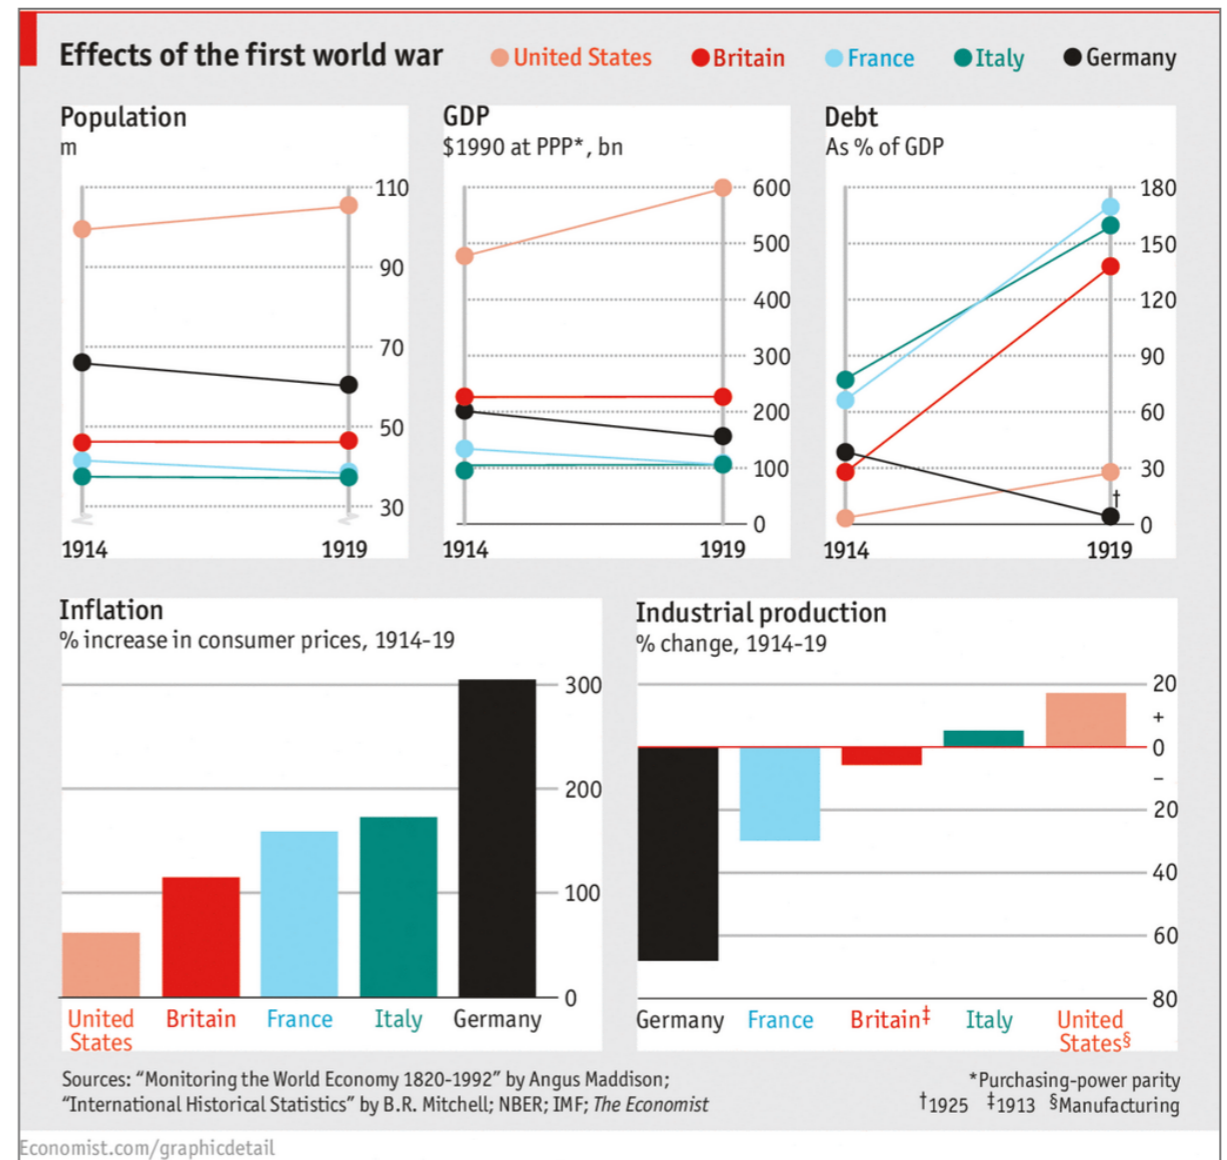 Effects of the first world war
United States
Britain
France
Italy
Germany
Population
m
110
90
70
50
30
1914
1919
GDP
$1990 at PPP*, bn
600
500
400
300
200
100
0
1914
1919
Debt
As % of GDP
180
150
120
90
60
30
†
0
1914
1919
Inflation
% increase in consumer prices, 1914-19
300
200
100
0
United
States
Britain
France
Italy
Germany
Industrial production
% change, 1914-19
20
+
0
−
20
40
60
80
Germany
France
Britain‡
Italy
United
States§
Sources: “Monitoring the World Economy 1820-1992” by Angus Maddison;
“International Historical Statistics” by B.R. Mitchell; NBER; IMF; The Economist
*Purchasing-power parity
†1925 ‡1913 §Manufacturing
Economist.com/graphicdetail